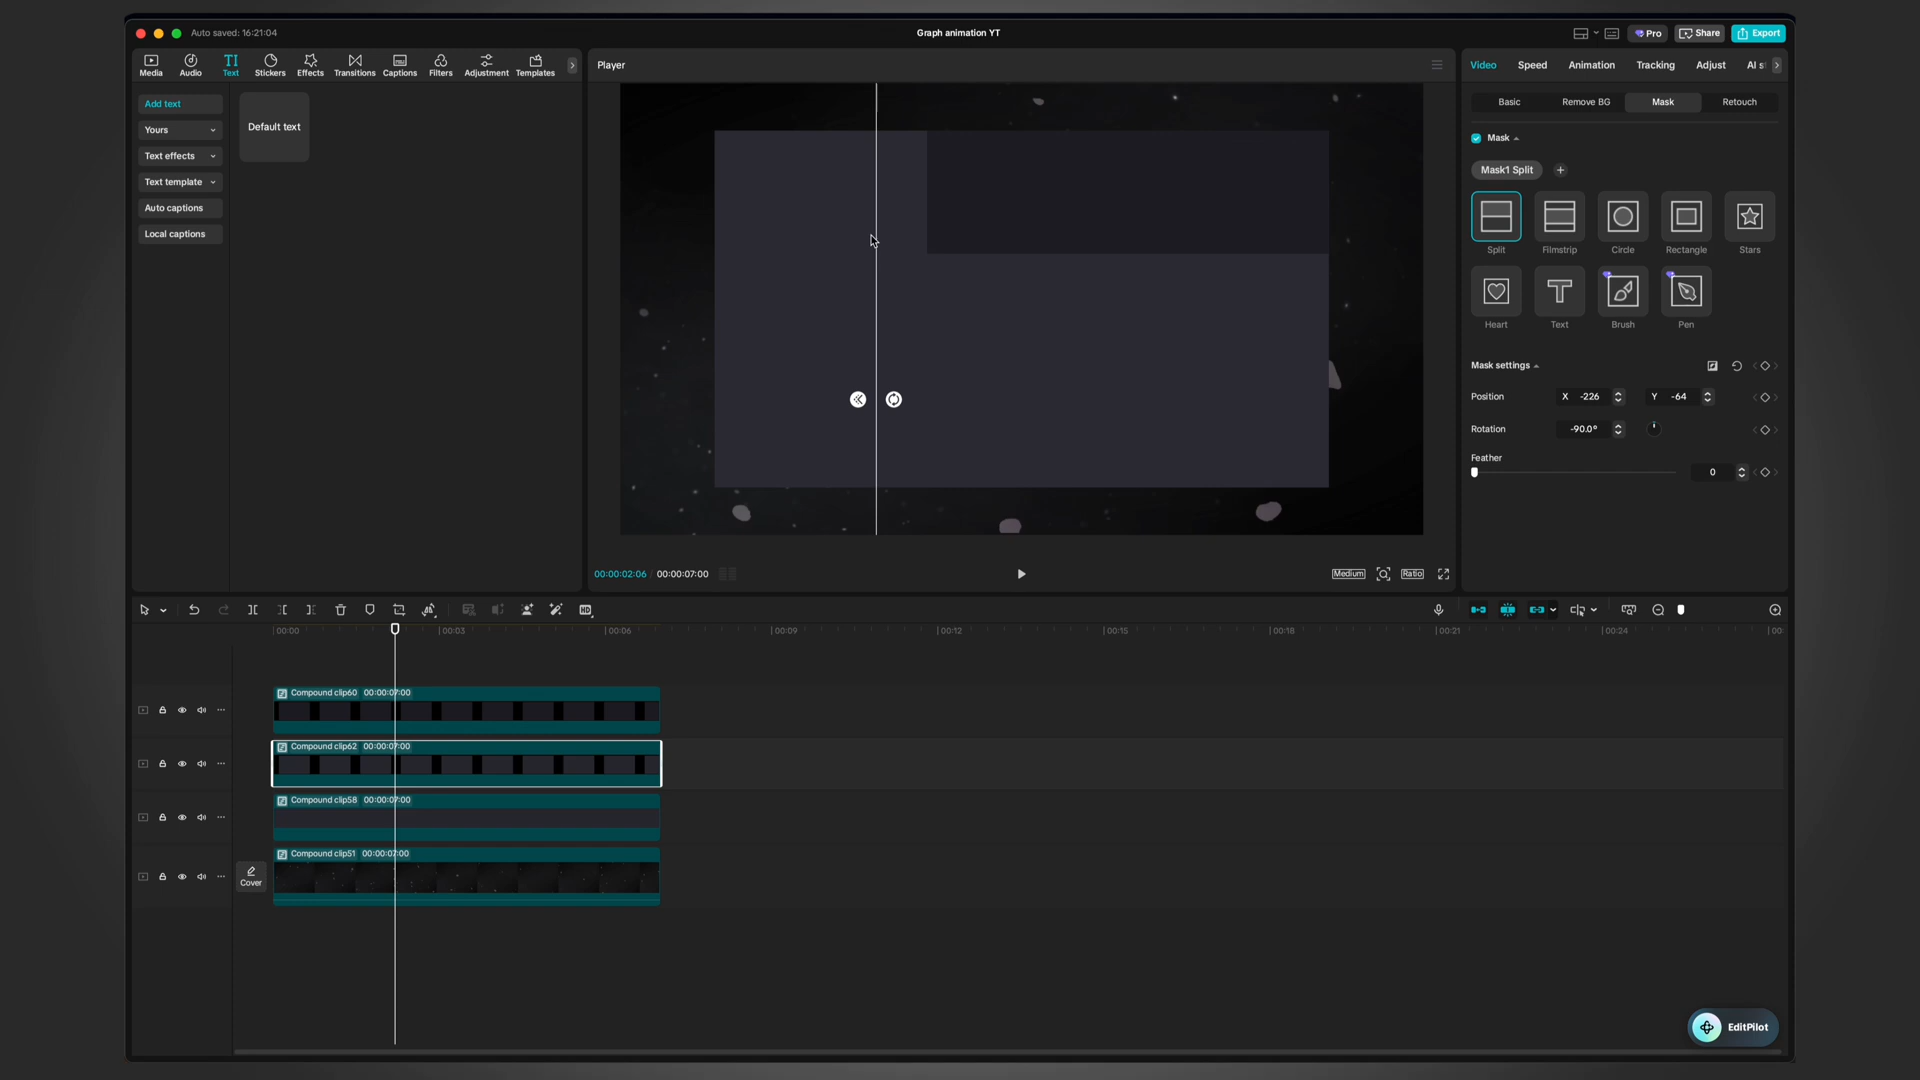 Auto saved: 16:21:04
Graph animation YT
Pro
Share
Export
Media
Audio
TI
Text
Stickers
Effects
Transitions
Captions
Filters
Adjustment
Templates
Add text
Yours
Text effects
Text template
Auto captions
Local captions
Default text
Player
00:00:02:06 / 00:00:07:00
Medium
Ratio
Video
Speed
Animation
Tracking
Adjust
AI s
Basic
Remove BG
Mask
Retouch
Mask
Mask1 Split
Split
Filmstrip
Circle
Rectangle
Stars
Heart
Text
Brush
Pen
Mask settings
Position
X -226
Y -64
Rotation
-90.0°
Feather
0
HD
00:00
00:03
00:06
00:09
00:12
00:15
00:18
00:21
00:24
00:
Compound clip60 00:00:07:00
Compound clip62 00:00:07:00
Compound clip58 00:00:07:00
Compound clip51 00:00:07:00
Cover
EditPilot